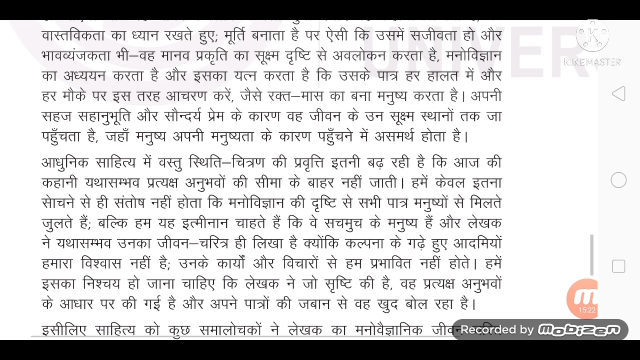 वास्तविकता का ध्यान रखते हुए; मूर्ति बनाता है पर ऐसी कि उसमें सजीवता हो और
भावव्यंजकता भी–वह मानव प्रकृति का सूक्ष्म दृष्टि से अवलोकन करता है, मनोविज्ञान
का अध्ययन करता है और इसका यत्न करता है कि उसके पात्र हर हालत में और
हर मौके पर इस तरह आचरण करें, जैसे रक्त–मास का बना मनुष्य करता है। अपनी
सहज सहानुभूति और सौन्दर्य प्रेम के कारण वह जीवन के उन सूक्ष्म स्थानों तक जा
पहुँचता है, जहाँ मनुष्य अपनी मनुष्यता के कारण पहुँचने में असमर्थ होता है।
आधुनिक साहित्य में वस्तु स्थिति–चित्रण की प्रवृत्ति इतनी बढ़ रही है कि आज की
कहानी यथासम्भव प्रत्यक्ष अनुभवों की सीमा के बाहर नहीं जाती। हमें केवल इतना
सोचने से ही संतोष नहीं होता कि मनोविज्ञान की दृष्टि से सभी पात्र मनुष्यों से मिलते
जुलते हैं; बल्कि हम यह इत्मीनान चाहते हैं कि वे सचमुच के मनुष्य हैं और लेखक
ने यथासम्भव उनका जीवन–चरित्र ही लिखा है क्योंकि कल्पना के गढ़े हुए आदमियों
हमारा विश्वास नहीं है; उनके कार्यों और विचारों से हम प्रभावित नहीं होते। हमें
इसका निश्चय हो जाना चाहिए कि लेखक ने जो सृष्टि की है, वह प्रत्यक्ष अनुभवों
के आधार पर की गई है और अपने पात्रों की जबान से वह खुद बोल रहा है।
इसीलिए साहित्य को कुछ समालोचकों ने लेखक का मनोवैज्ञानिक
UNIVER
KINEMASTER
15:22
Recorded by Mobizen